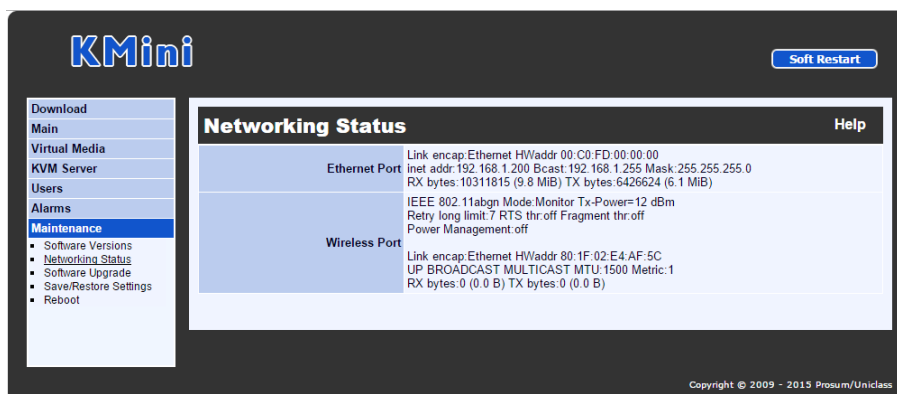 KMini
Soft Restart
Download
Main
Virtual Media
KVM Server
Users
Alarms
Maintenance
Software Versions
Networking Status
Software Upgrade
Save/Restore Settings
Reboot
Networking Status
Help
Ethernet Port
Link encap:Ethernet HWaddr 00:C0:FD:00:00:00
inet addr:192.168.1.200 Bcast:192.168.1.255 Mask:255.255.255.0
RX bytes:10311815 (9.8 MiB) TX bytes:6426624 (6.1 MiB)
Wireless Port
IEEE 802.11abgn Mode:Monitor Tx-Power=12 dBm
Retry long limit:7 RTS thr:off Fragment thr:off
Power Management:off
Link encap:Ethernet HWaddr 80:1F:02:E4:AF:5C
UP BROADCAST MULTICAST MTU:1500 Metric:1
RX bytes:0 (0.0 B) TX bytes:0 (0.0 B)
Copyright © 2009 - 2015 Prosum/Uniclass